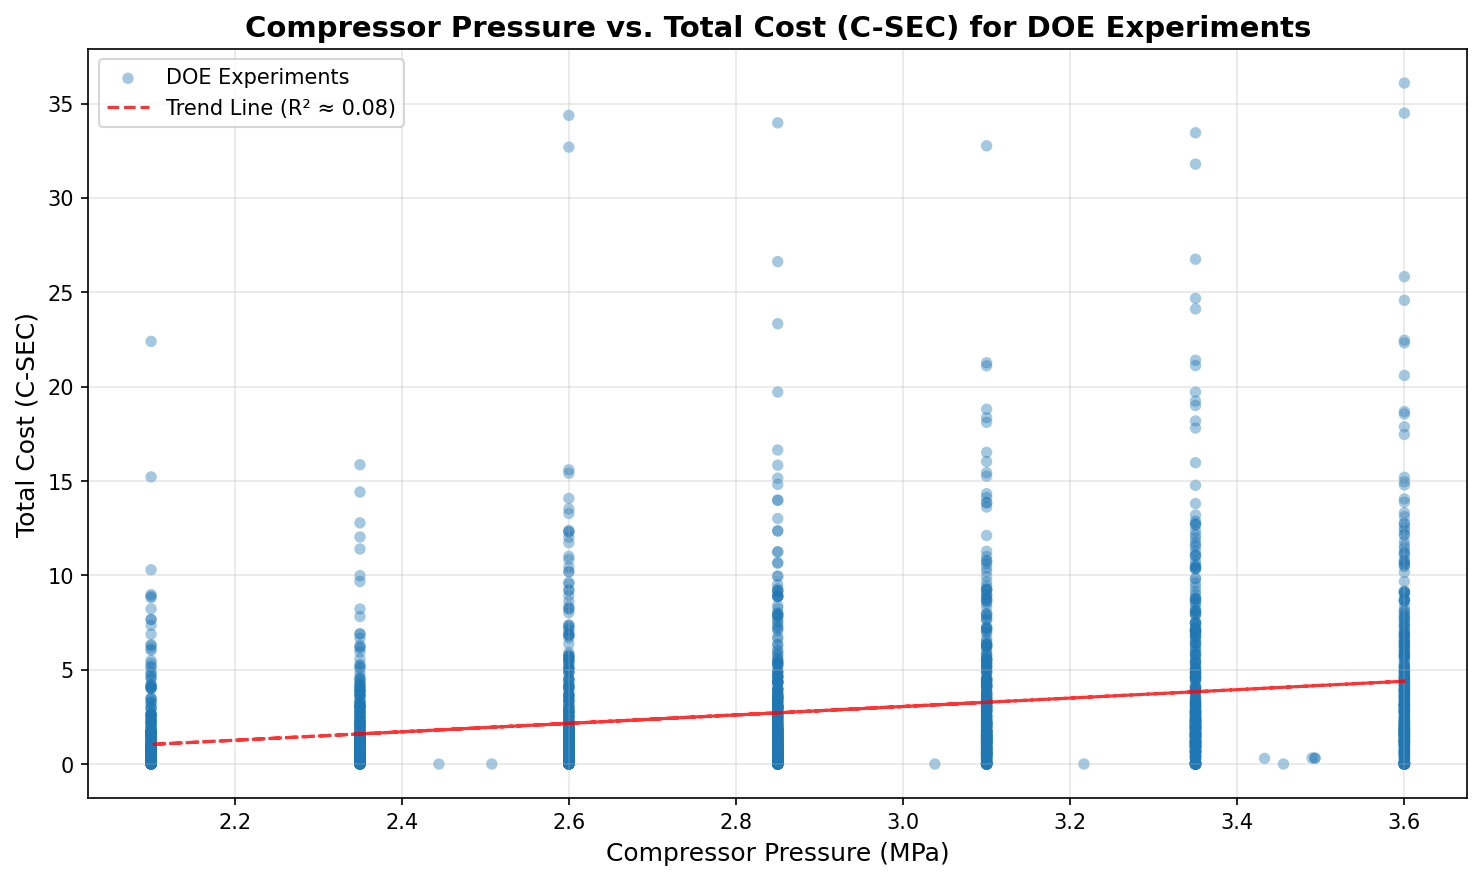 Compressor Pressure vs. Total Cost (C-SEC) for DOE Experiments
DOE Experiments
Trend Line (R² ≈ 0.08)
Total Cost (C-SEC)
35
30
25
20
15
10
5
0
2.2 2.4 2.6 2.8 3.0 3.2 3.4 3.6
Compressor Pressure (MPa)